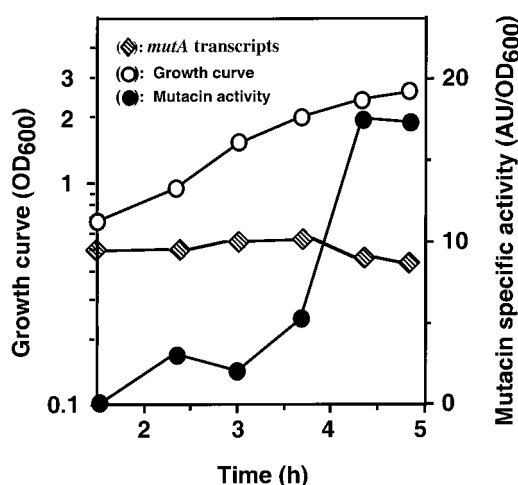 (◈): mutA transcripts
(○): Growth curve
(●): Mutacin activity
Growth curve (OD600)
3
2
1
0.1
Mutacin specific activity (AU/OD600)
20
10
0
2
3
4
5
Time (h)